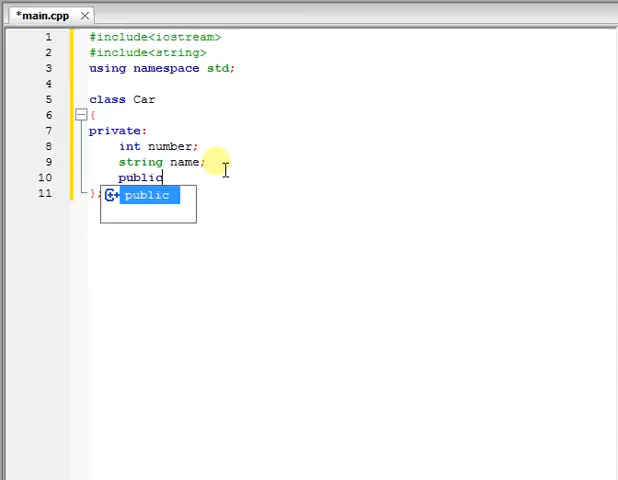 *main.cpp ×
1 #include<iostream>
2 #include<string>
3 using namespace std;
4
5 class Car
6 {
7 private:
8 int number;
9 string name;
10 public
11 };
public